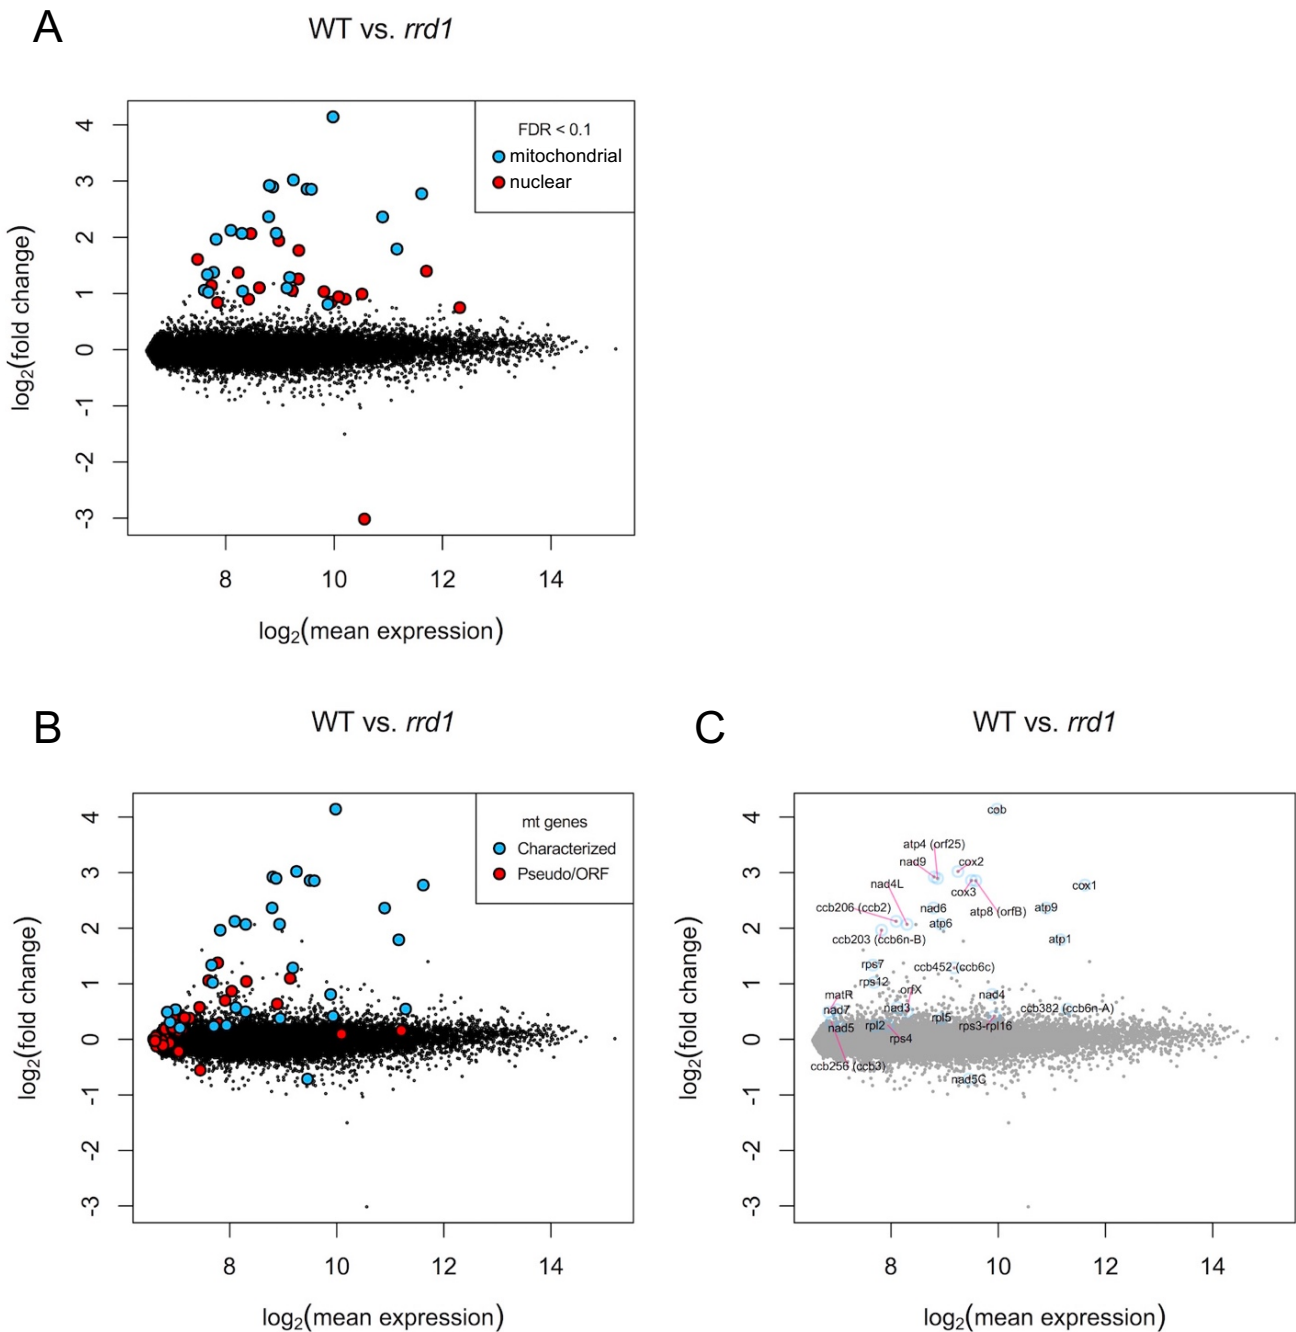 A
WT vs. rrd1
FDR < 0.1
mitochondrial
nuclear
4
3
2
1
0
-1
-2
-3
log2(fold change)
8 10 12 14
log2(mean expression)
B
WT vs. rrd1
mt genes
Characterized
Pseudo/ORF
4
3
2
1
0
-1
-2
-3
log2(fold change)
8 10 12 14
log2(mean expression)
C
WT vs. rrd1
4
3
2
1
0
-1
-2
-3
log2(fold change)
cob
atp4 (orf25)
nad9
cox2
nad4L
cox3
cox1
ccb206 (ccb2)
nad6
atp8 (orfB)
atp9
atp6
ccb203 (ccb6n-B)
atp1
rps7
ccb452 (ccb6c)
rps12
matR
orfX
nad4
nad7
nad3
ccb382 (ccb6n-A)
nad5
rpl2
rpl5
rps3-rpl16
rps4
ccb256 (ccb3)
nad5C
8 10 12 14
log2(mean expression)